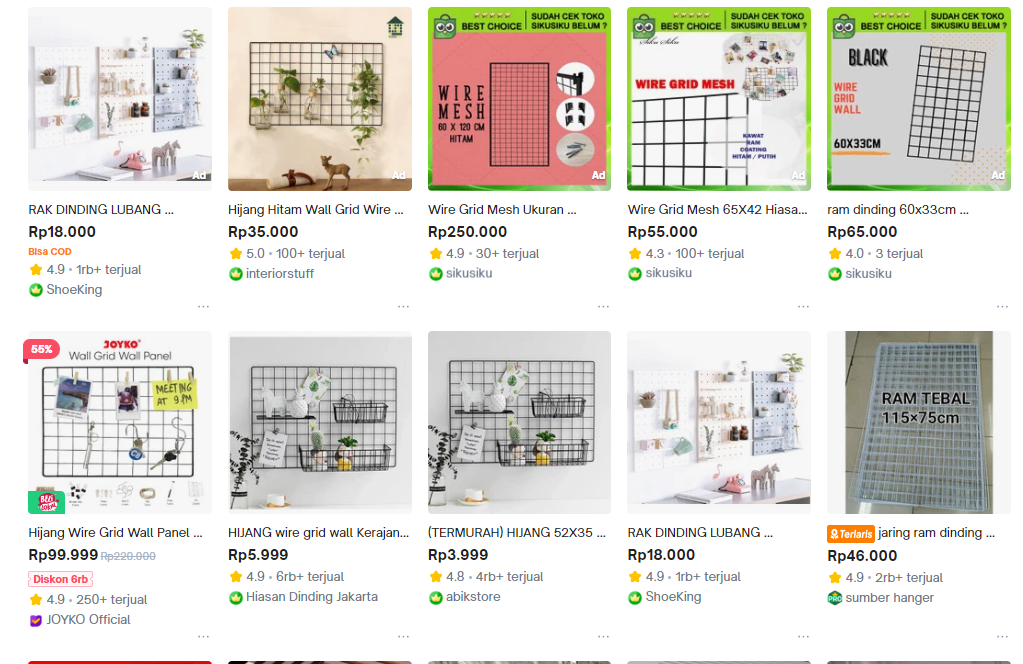 Ad
RAK DINDING LUBANG ...
Rp18.000
Bisa COD
4.9 • 1rb+ terjual
ShoeKing
Ad
Hijang Hitam Wall Grid Wire ...
Rp35.000
5.0 • 100+ terjual
interiorstuff
BEST CHOICE
SUDAH CEK TOKO
SIKUSIKU BELUM ?
WIRE
MESH
60 X 120 CM
HITAM
Ad
Wire Grid Mesh Ukuran ...
Rp250.000
4.9 • 30+ terjual
sikusiku
BEST CHOICE
SUDAH CEK TOKO
SIKUSIKU BELUM ?
Siku Siku
WIRE GRID MESH
KAWAT
RAM
COATING
HITAM / PUTIH
Ad
Wire Grid Mesh 65X42 Hiasa...
Rp55.000
4.3 • 100+ terjual
sikusiku
BEST CHOICE
SUDAH CEK TOKO
SIKUSIKU BELUM ?
BLACK
WIRE
GRID
WALL
60X33CM
Ad
ram dinding 60x33cm ...
Rp65.000
4.0 • 3 terjual
sikusiku
55%
JOYKO
Wall Grid Wall Panel
MEETING
AT 9 PM
Hijang Wire Grid Wall Panel ...
Rp99.999 Rp220.000
Diskon 6rb
4.9 • 250+ terjual
JOYKO Official
HIJANG wire grid wall Kerajan...
Rp5.999
4.9 • 6rb+ terjual
Hiasan Dinding Jakarta
(TERMURAH) HIJANG 52X35 ...
Rp3.999
4.8 • 4rb+ terjual
abikstore
RAK DINDING LUBANG ...
Rp18.000
4.9 • 1rb+ terjual
ShoeKing
RAM TEBAL
115×75cm
Terlaris jaring ram dinding ...
Rp46.000
4.9 • 2rb+ terjual
PRO sumber hanger